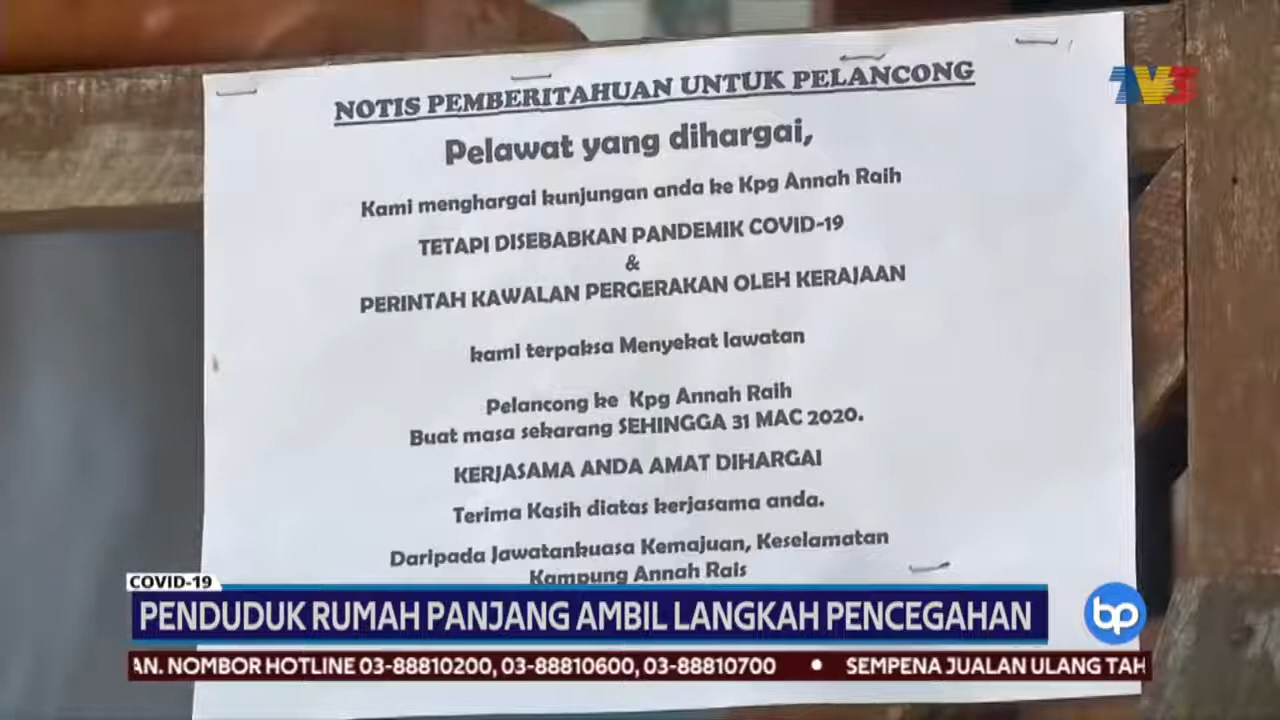 NOTIS PEMBERITAHUAN UNTUK PELANCONG
TV3
Pelawat yang dihargai,
Kami menghargai kunjungan anda ke Kpg Annah Raih
TETAPI DISEBABKAN PANDEMIK COVID-19
&
PERINTAH KAWALAN PERGERAKAN OLEH KERAJAAN
kami terpaksa Menyekat lawatan
Pelancong ke Kpg Annah Raih
Buat masa sekarang SEHINGGA 31 MAC 2020.
KERJASAMA ANDA AMAT DIHARGAI
Terima Kasih diatas kerjasama anda.
Daripada Jawatankuasa Kemajuan, Keselamatan
Kampung Annah Rais
COVID-19
PENDUDUK RUMAH PANJANG AMBIL LANGKAH PENCEGAHAN
bp
AN. NOMBOR HOTLINE 03-88810200, 03-88810600, 03-88810700 • SEMPENA JUALAN ULANG TAH